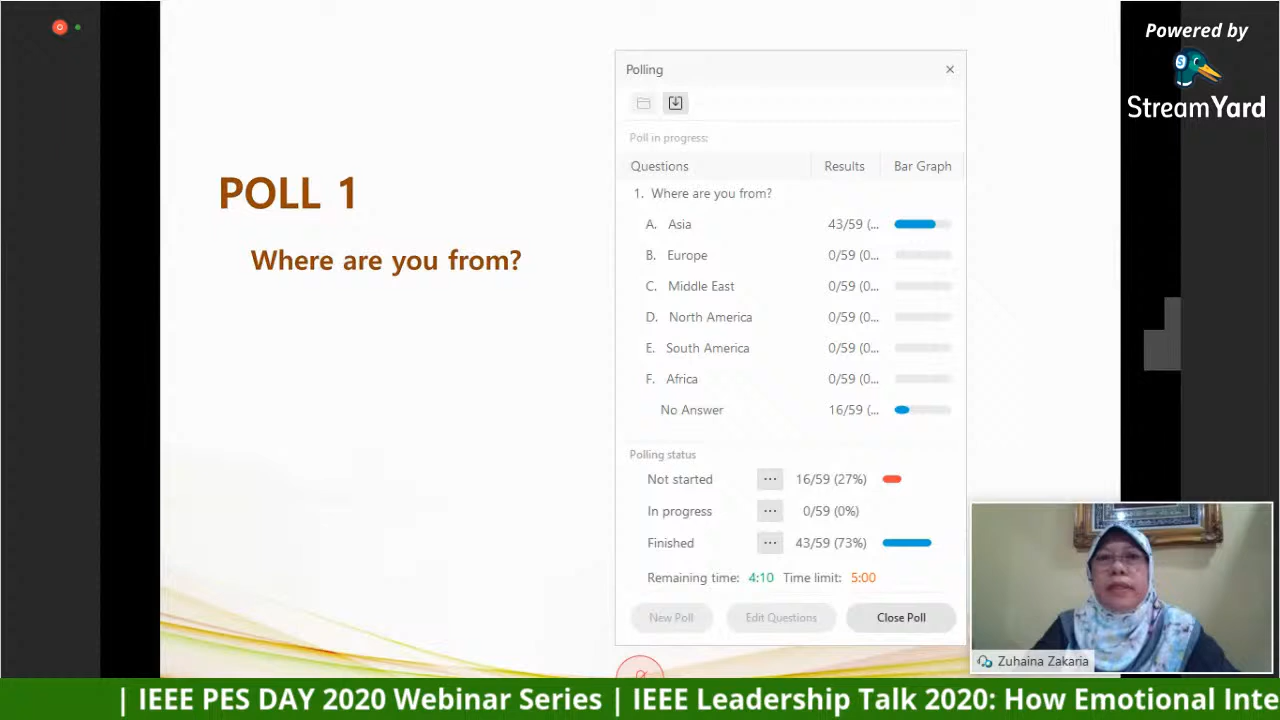 Powered by
StreamYard
POLL 1
Where are you from?
Polling
Poll in progress:
Questions Results Bar Graph
1. Where are you from?
A. Asia 43/59 (...
B. Europe 0/59 (0...
C. Middle East 0/59 (0...
D. North America 0/59 (0...
E. South America 0/59 (0...
F. Africa 0/59 (0...
No Answer 16/59 (...
Polling status
Not started ... 16/59 (27%)
In progress ... 0/59 (0%)
Finished ... 43/59 (73%)
Remaining time: 4:10 Time limit: 5:00
New Poll Edit Questions Close Poll
Zuhaina Zakaria
| IEEE PES DAY 2020 Webinar Series | IEEE Leadership Talk 2020: How Emotional Inte